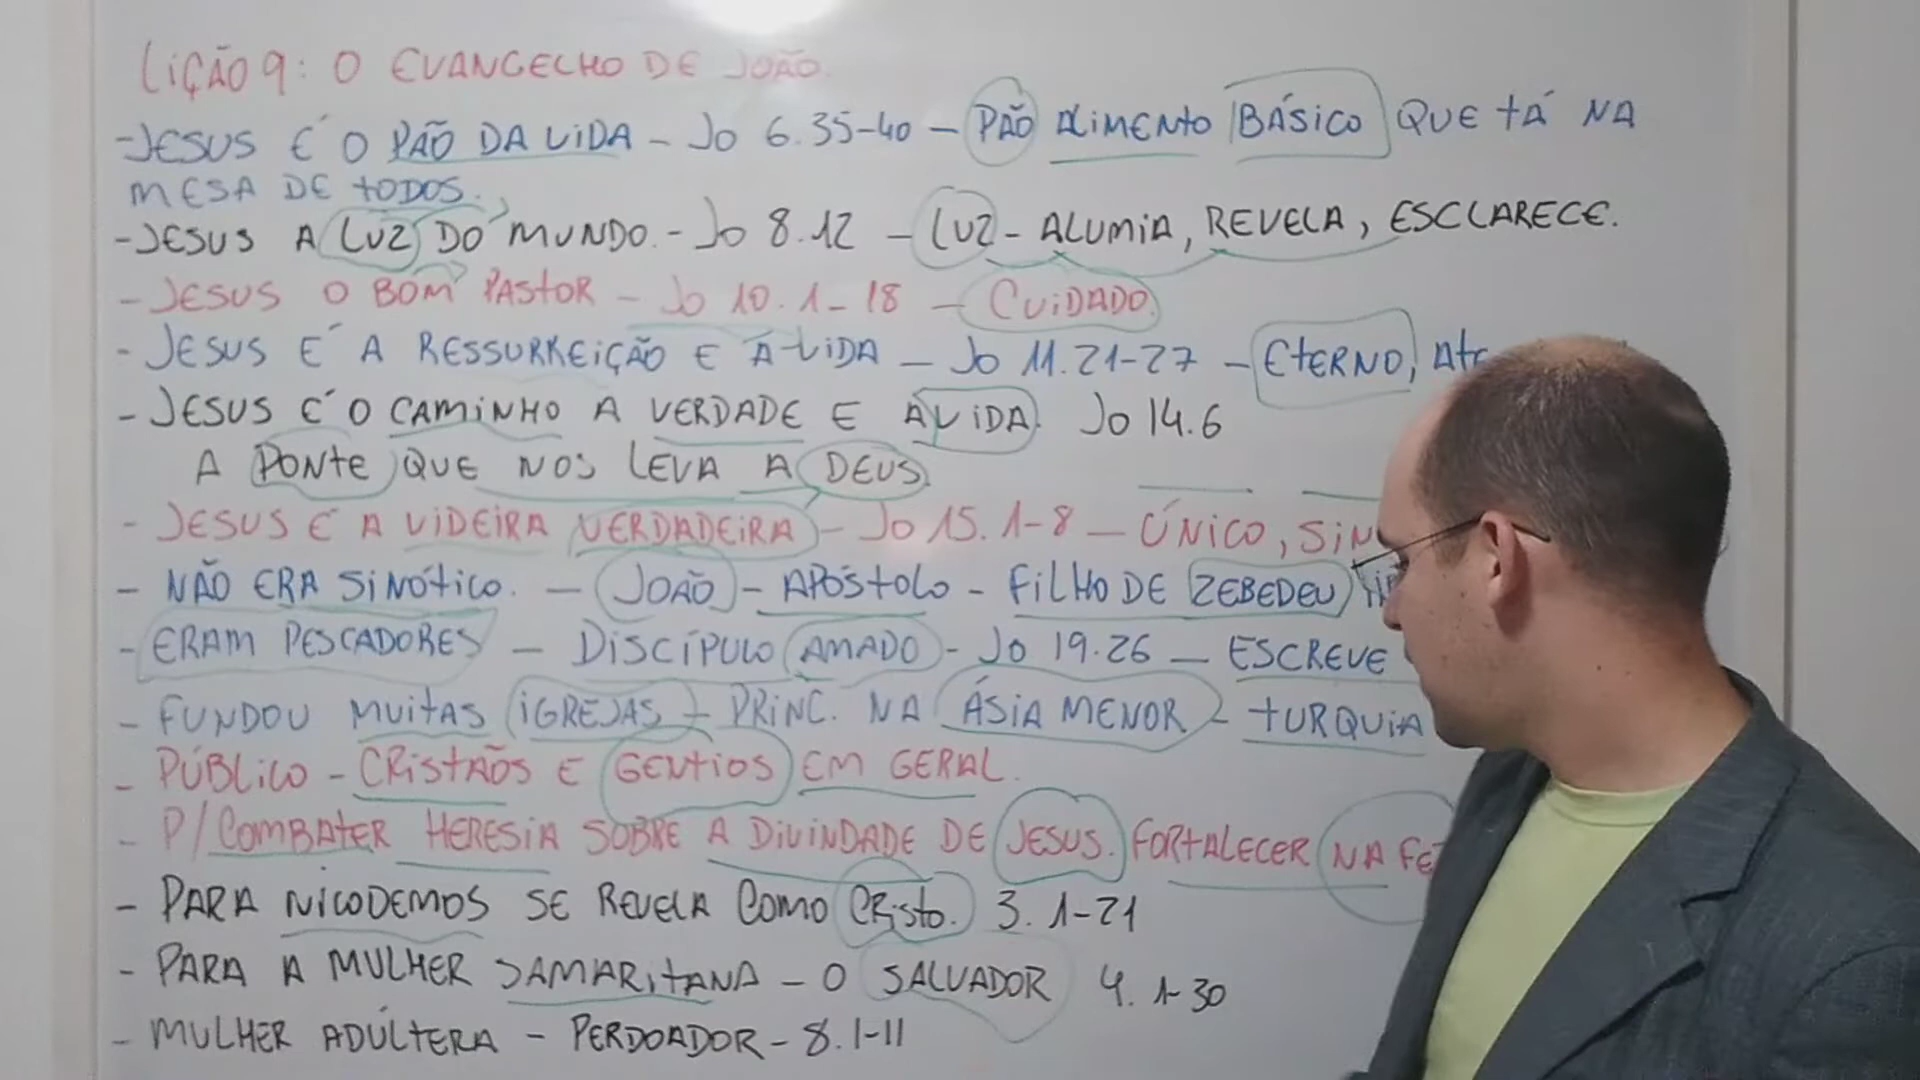 LIÇÃO 9: O EVANGELHO DE JOÃO.
-JESUS É O PÃO DA VIDA - JO 6.35-40 - PÃO ALIMENTO BÁSICO QUE TÁ NA
MESA DE TODOS.
-JESUS A LUZ DO MUNDO. - JO 8.12 - LUZ - ALUMIA, REVELA, ESCLARECE.
- JESUS O BOM PASTOR - JO 10.1-18 - CUIDADO.
- JESUS É A RESSURREIÇÃO E A VIDA - JO 11.21-27 - ETERNO,
- JESUS É O CAMINHO A VERDADE E A VIDA. JO 14.6
A PONTE QUE NOS LEVA A DEUS.
- JESUS É A VIDEIRA VERDADEIRA - JO 15.1-8 - ÚNICO,
- NÃO ERA SINÓTICO. - JOÃO - APÓSTOLO - FILHO DE ZEBEDEU
- ERAM PESCADORES - DISCÍPULO AMADO - JO 19.26 - ESCREVE
- FUNDOU MUITAS IGREJAS - PRINC. NA ÁSIA MENOR - TURQUIA
- PÚBLICO - CRISTÃOS E GENTIOS EM GERAL.
- P/ COMBATER HERESIA SOBRE A DIVINDADE DE JESUS. FORTALECER NA FÉ
- PARA NICODEMOS SE REVELA COMO CRISTO. 3.1-21
- PARA A MULHER SAMARITANA - O SALVADOR 4.1-30
- MULHER ADÚLTERA - PERDOADOR - 8.1-11